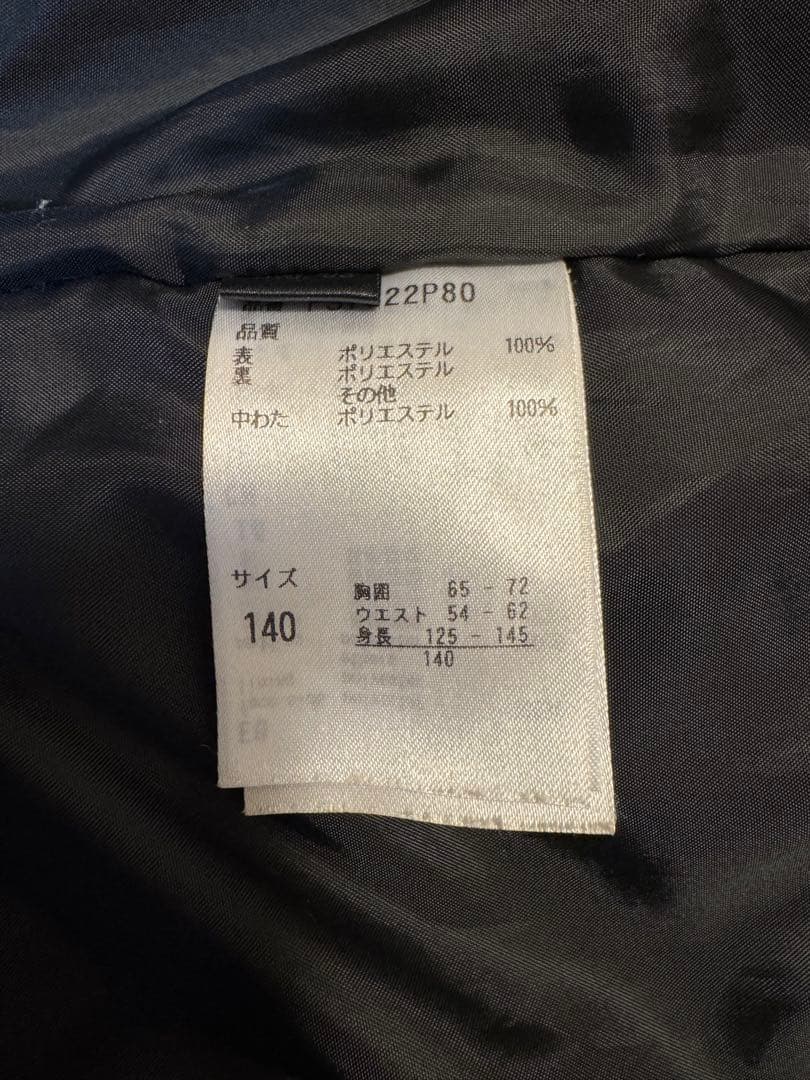 22P80
品質
表 ポリエステル 100%
裏 ポリエステル
その他
中わた ポリエステル 100%
サイズ
140
胸囲 65 - 72
ウエスト 54 - 62
身長 125 - 145
140